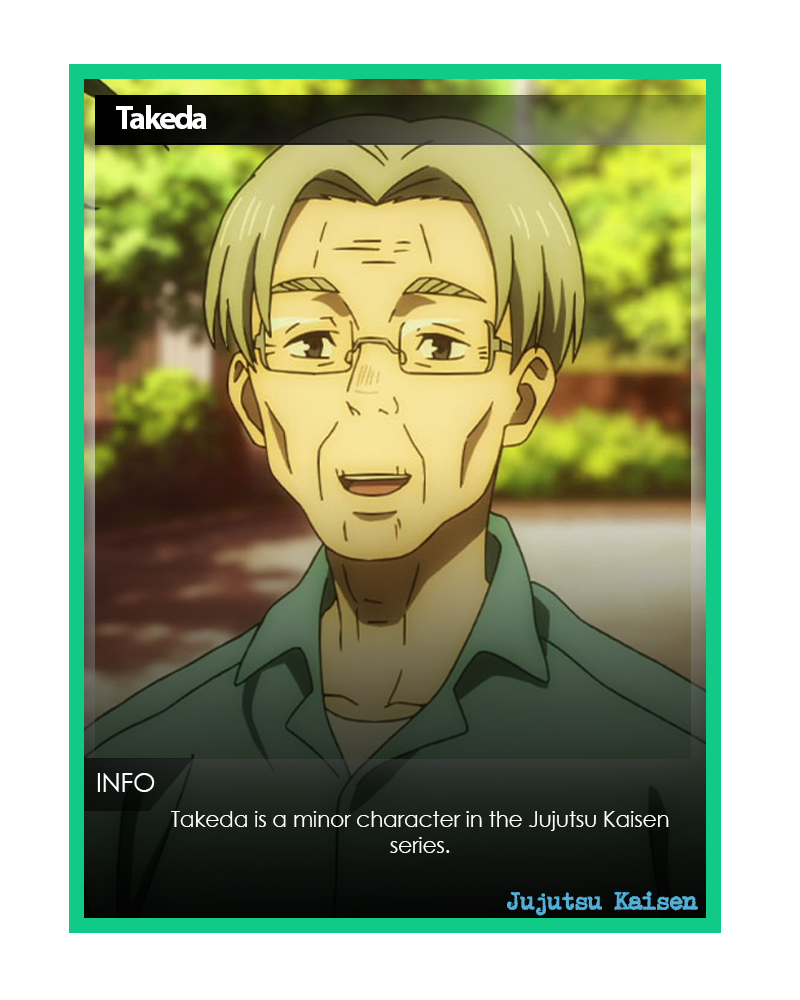 Takeda
INFO
Takeda is a minor character in the Jujutsu Kaisen
series.
Jujutsu Kaisen